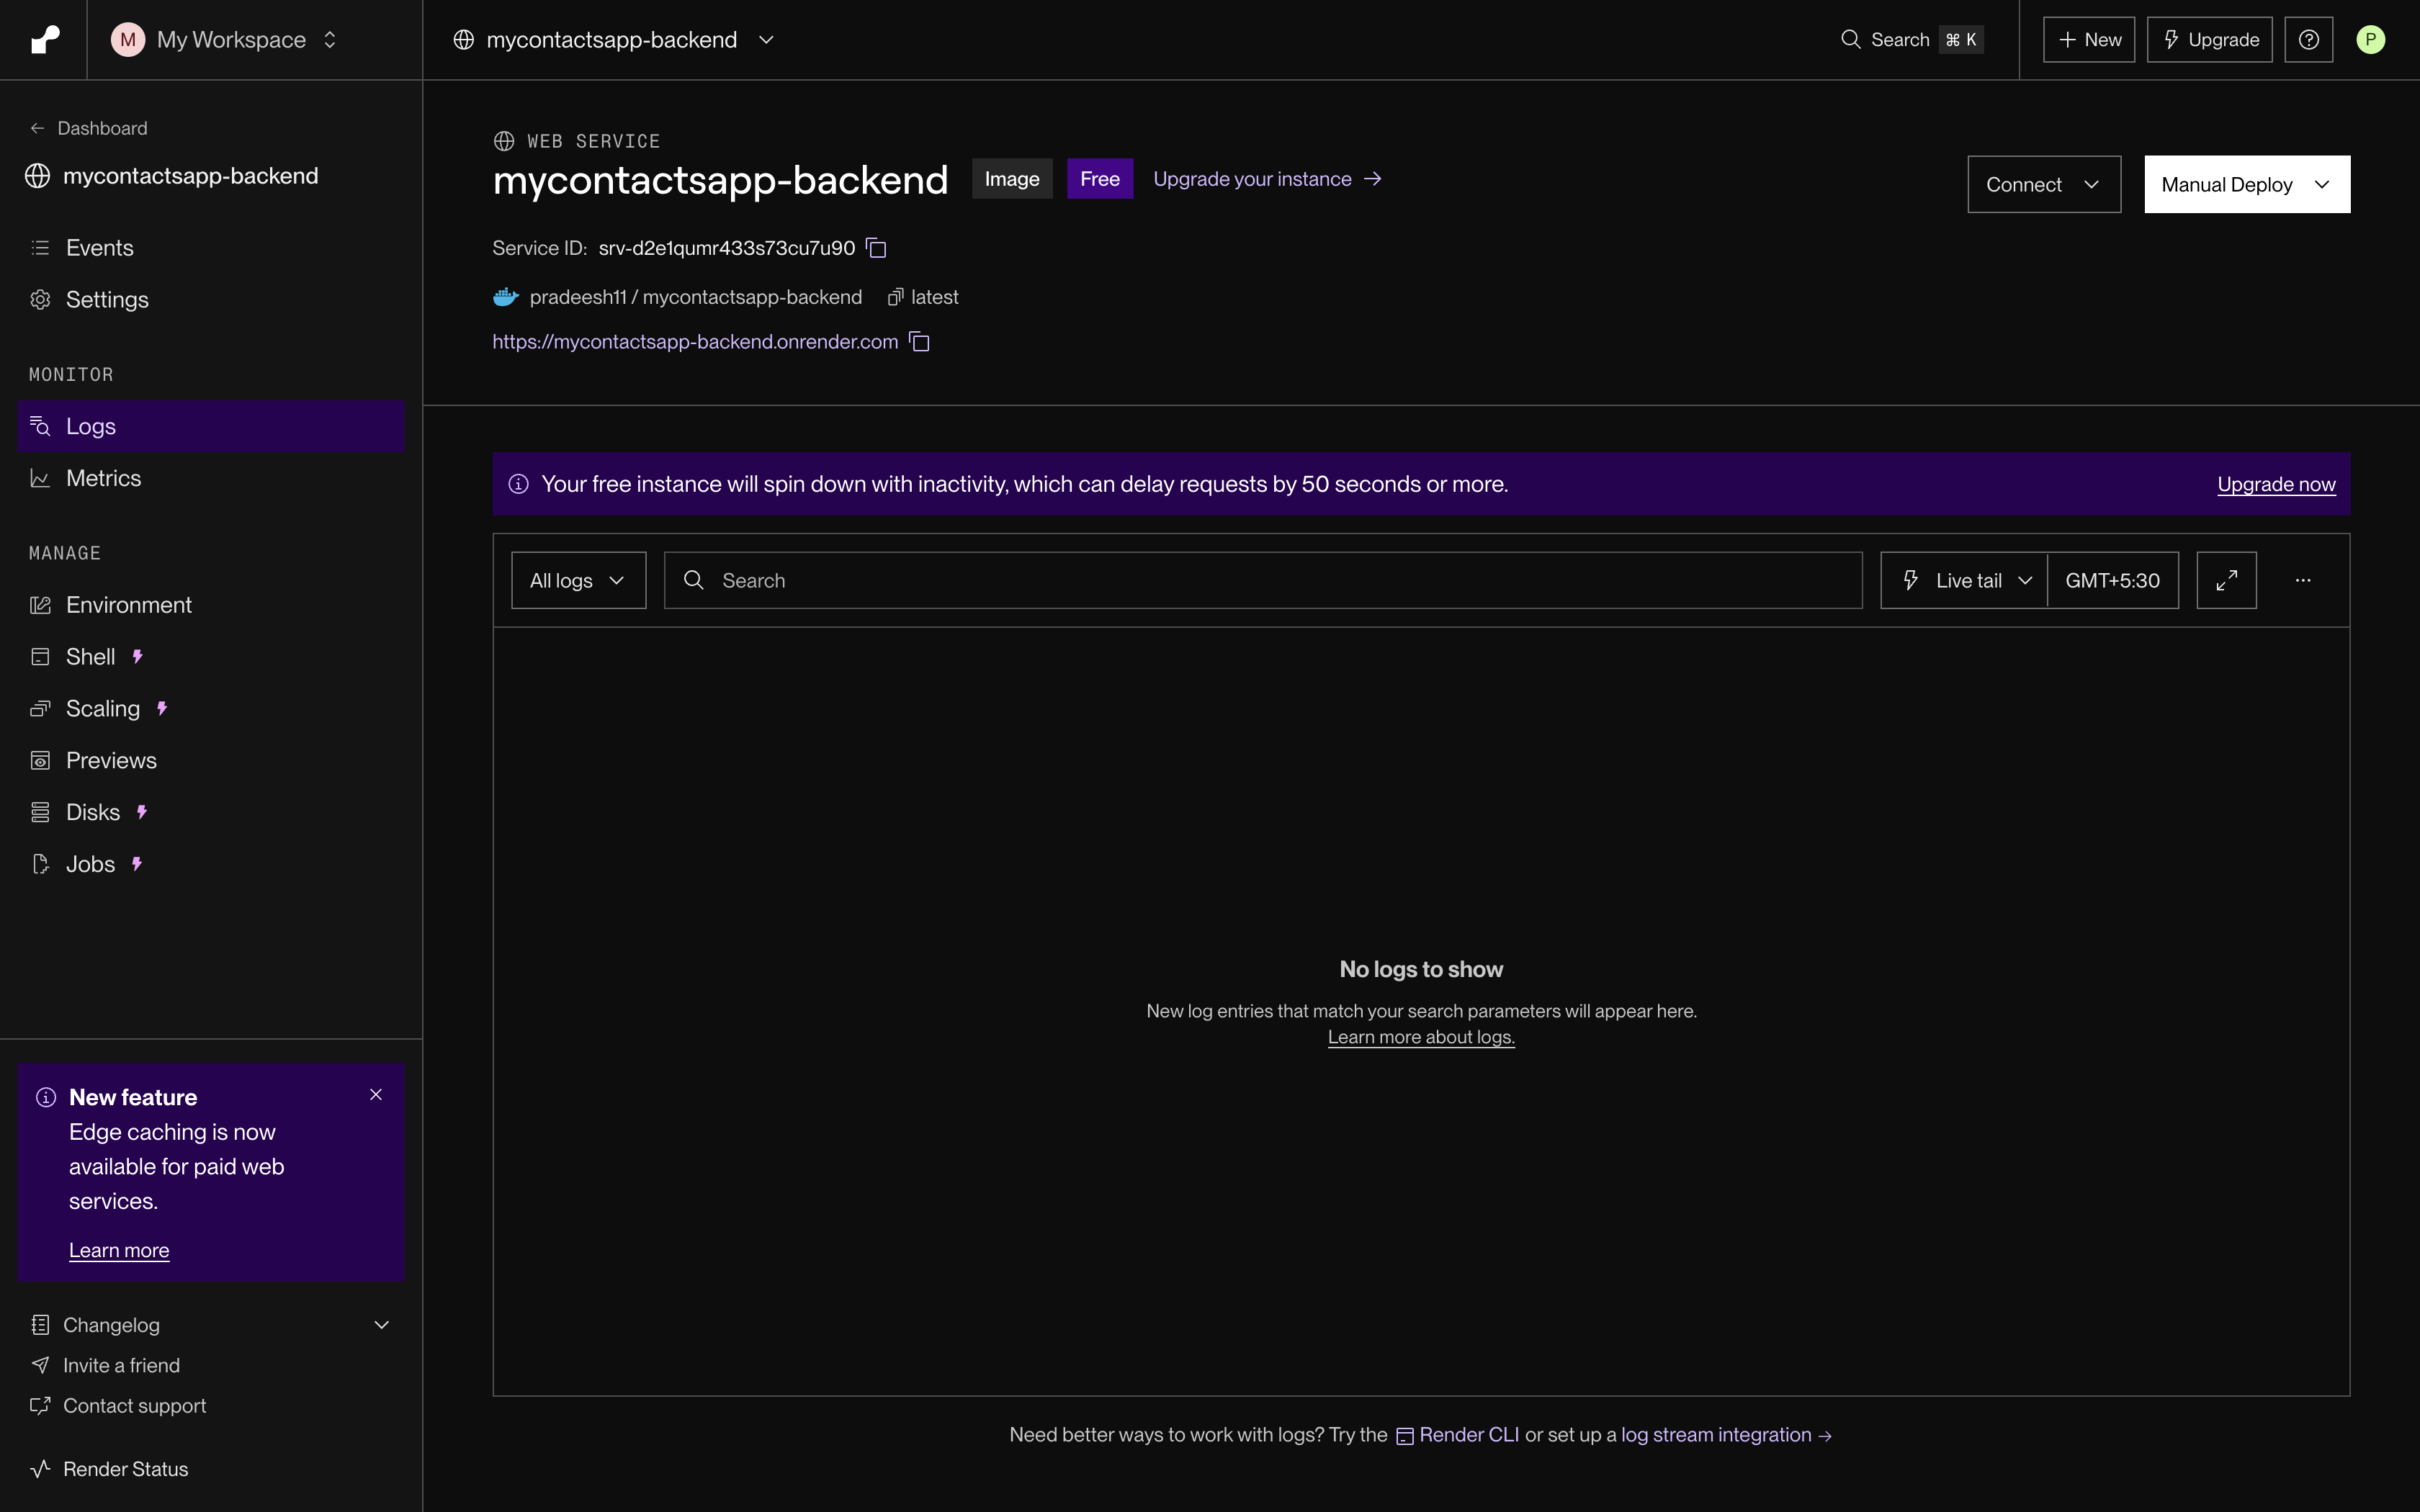 M My Workspace
mycontactsapp-backend
Search ⌘ K
+ New
Upgrade
P
← Dashboard
mycontactsapp-backend
Events
Settings
MONITOR
Logs
Metrics
MANAGE
Environment
Shell
Scaling
Previews
Disks
Jobs
New feature
Edge caching is now
available for paid web
services.
Learn more
Changelog
Invite a friend
Contact support
Render Status
WEB SERVICE
mycontactsapp-backend Image Free Upgrade your instance →
Connect
Manual Deploy
Service ID: srv-d2e1qumr433s73cu7u90
pradeesh11 / mycontactsapp-backend latest
https://mycontactsapp-backend.onrender.com
Your free instance will spin down with inactivity, which can delay requests by 50 seconds or more. Upgrade now
All logs Search Live tail GMT+5:30 ...
No logs to show
New log entries that match your search parameters will appear here.
Learn more about logs.
Need better ways to work with logs? Try the Render CLI or set up a log stream integration →